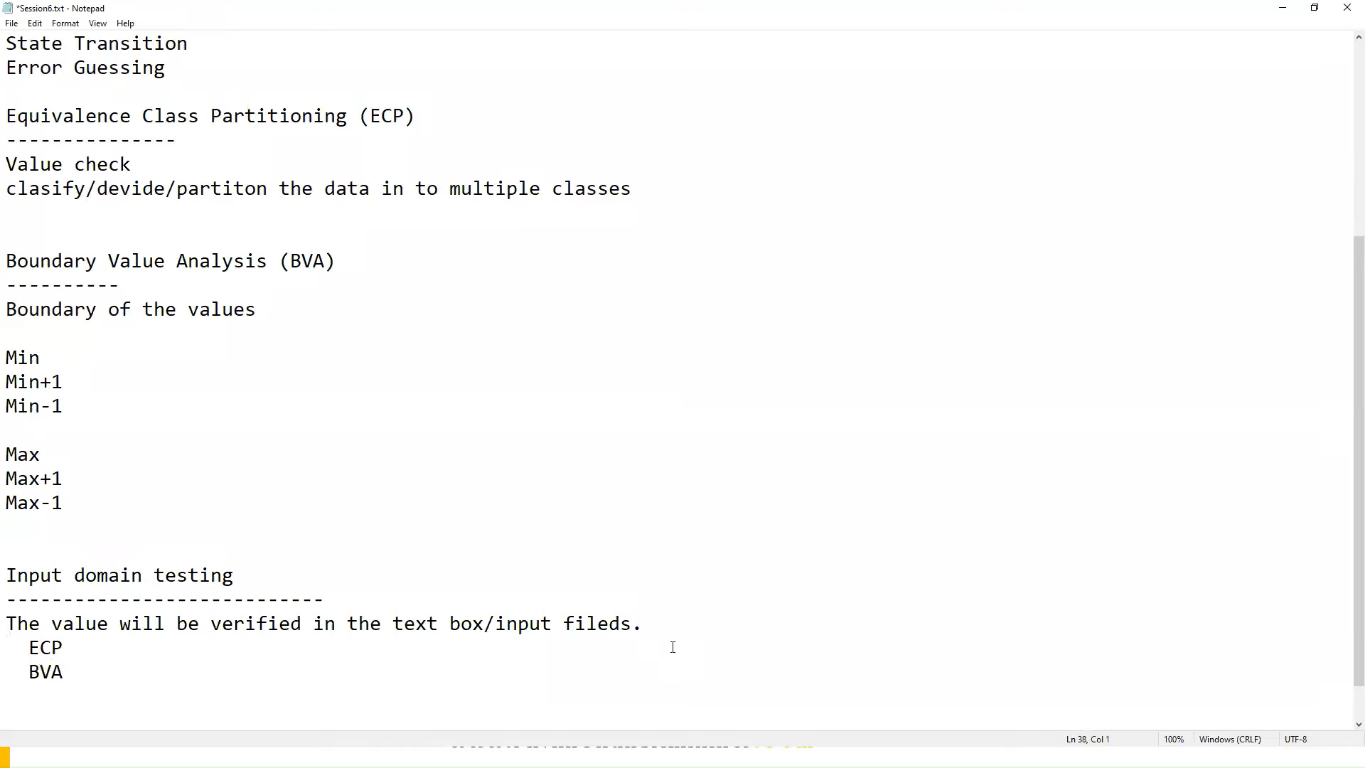 *Session6.txt - Notepad
File Edit Format View Help
State Transition
Error Guessing
Equivalence Class Partitioning (ECP)
---------------
Value check
clasify/devide/partiton the data in to multiple classes
Boundary Value Analysis (BVA)
----------
Boundary of the values
Min
Min+1
Min-1
Max
Max+1
Max-1
Input domain testing
----------------------------
The value will be verified in the text box/input fileds.
ECP
BVA
Ln 38, Col 1 100% Windows (CRLF) UTF-8